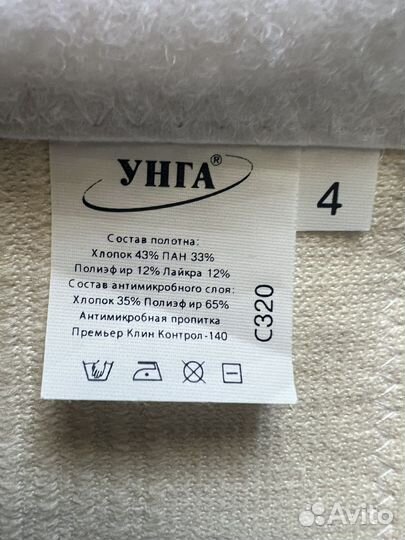 УНГА®
4
Состав полотна:
Хлопок 43% ПАН 33%
Полиэфир 12% Лайкра 12%
Состав антимикробного слоя:
Хлопок 35% Полиэфир 65%
Антимикробная пропитка
Премьер Клин Контрол-140
С320
Avito